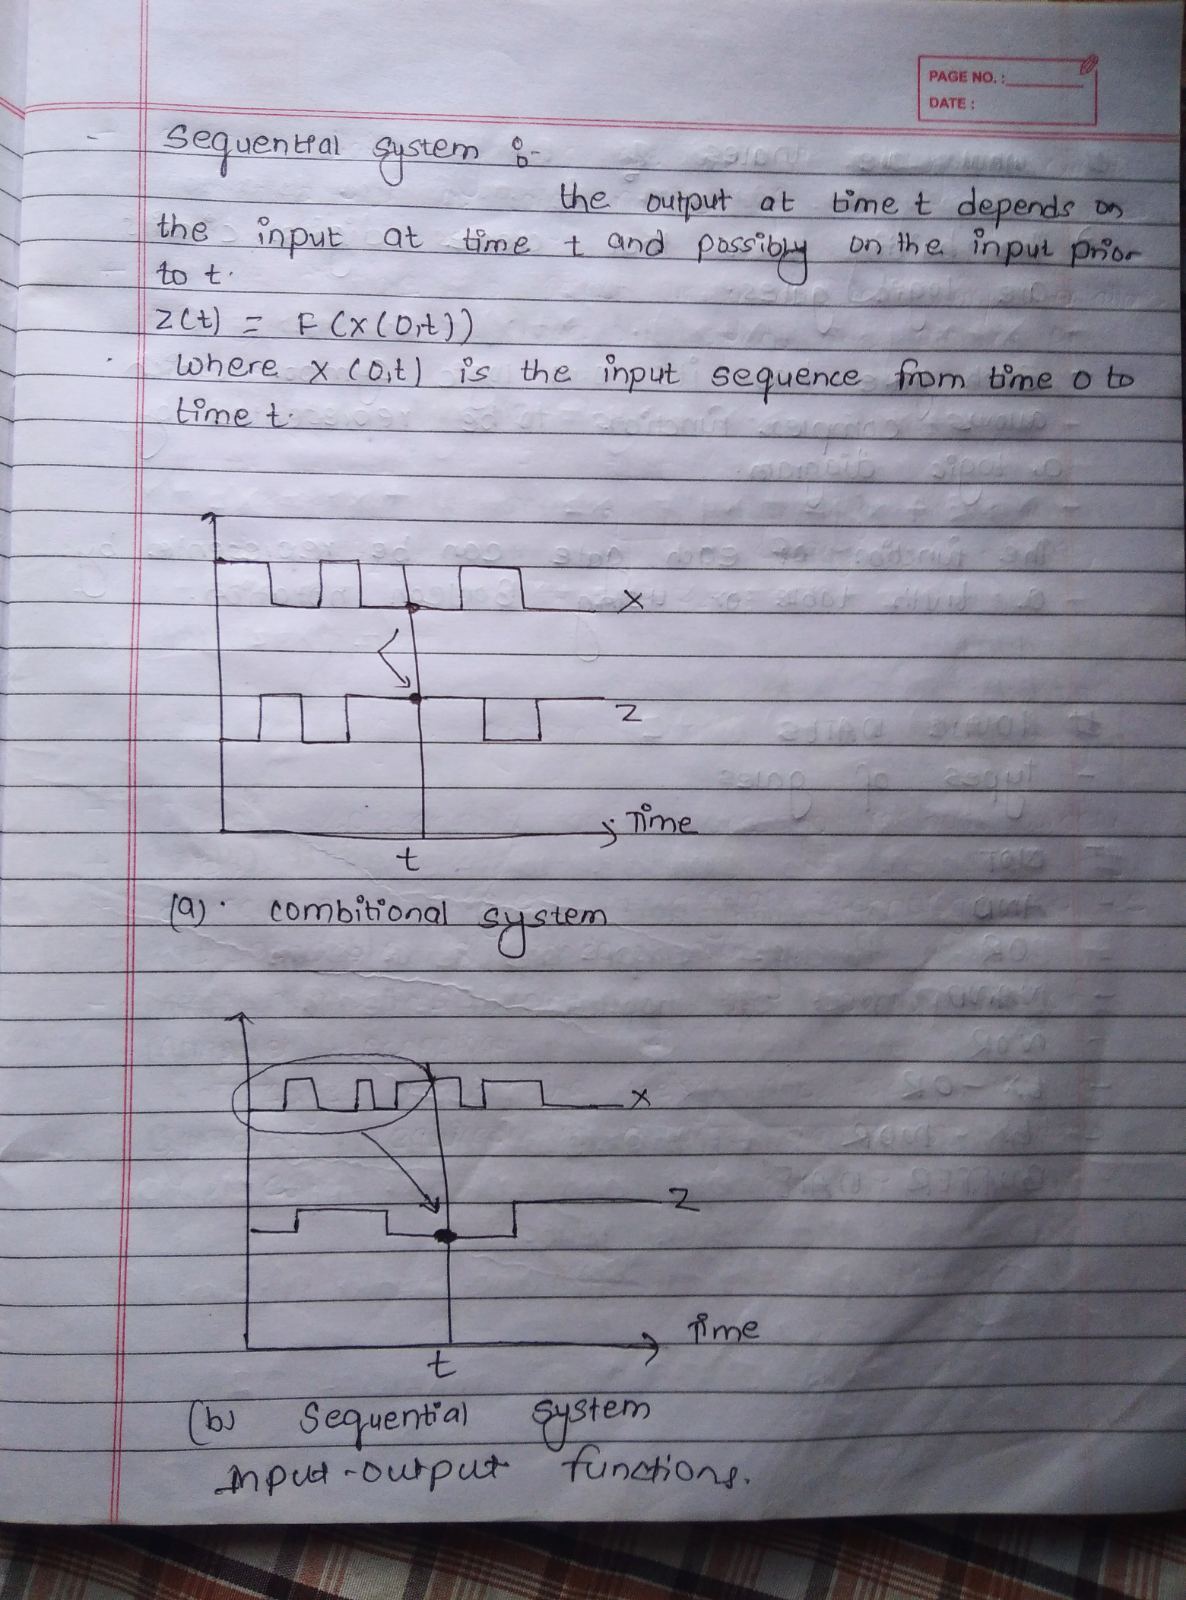 PAGE NO. :
DATE :
- Sequential system :-
the output at time t depends on
the input at time t and possibly on the input prior
to t.
Z(t) = F(x(0,t))
where x(0,t) is the input sequence from time 0 to
time t.
X
Z
Time
t
(a). combitional system
X
Z
Time
t
(b) Sequential system
Input-output functions.